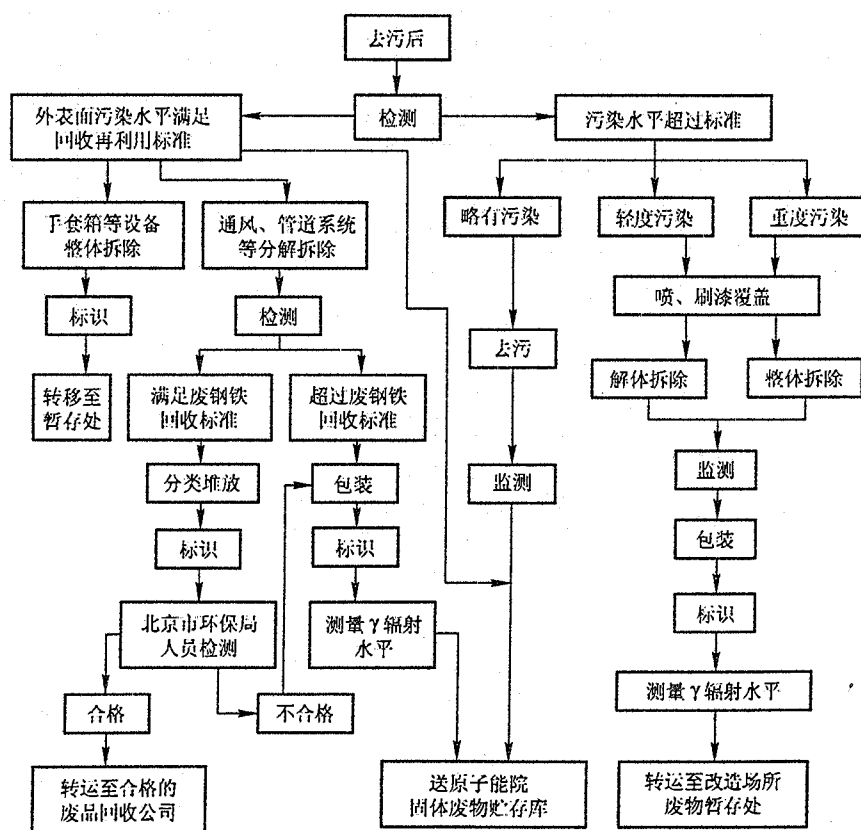 去污后
检测
外表面污染水平满足
回收再利用标准
污染水平超过标准
手套箱等设备
整体拆除
通风、管道系统
等分解拆除
略有污染
轻度污染
重度污染
喷、刷漆覆盖
标识
检测
去污
解体拆除
整体拆除
转移至
暂存处
满足废钢铁
回收标准
超过废钢铁
回收标准
监测
分类堆放
包装
监测
标识
标识
包装
北京市环保局
人员检测
测量γ辐射
水平
标识
合格
不合格
测量γ辐射水平
转运至合格的
废品回收公司
送原子能院
固体废物贮存库
转运至改造场所
废物暂存处